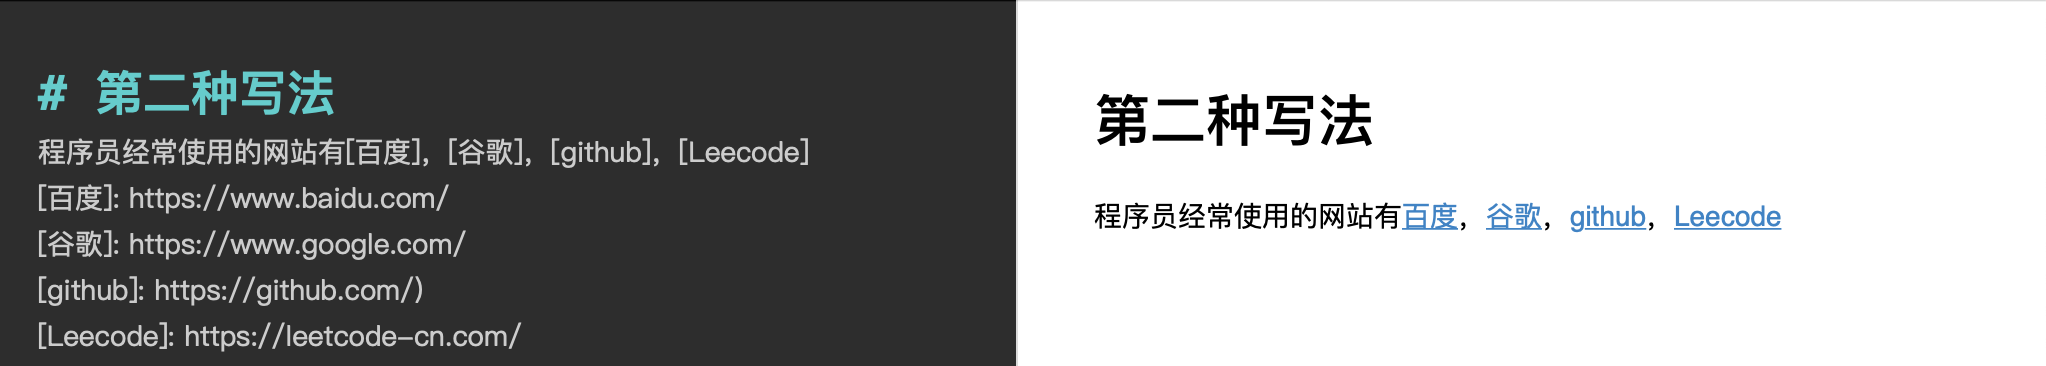 # 第二种写法
程序员经常使用的网站有[百度]，[谷歌]，[github]，[Leecode]
[百度]: https://www.baidu.com/
[谷歌]: https://www.google.com/
[github]: https://github.com/)
[Leecode]: https://leetcode-cn.com/
第二种写法
程序员经常使用的网站有百度，谷歌，github，Leecode